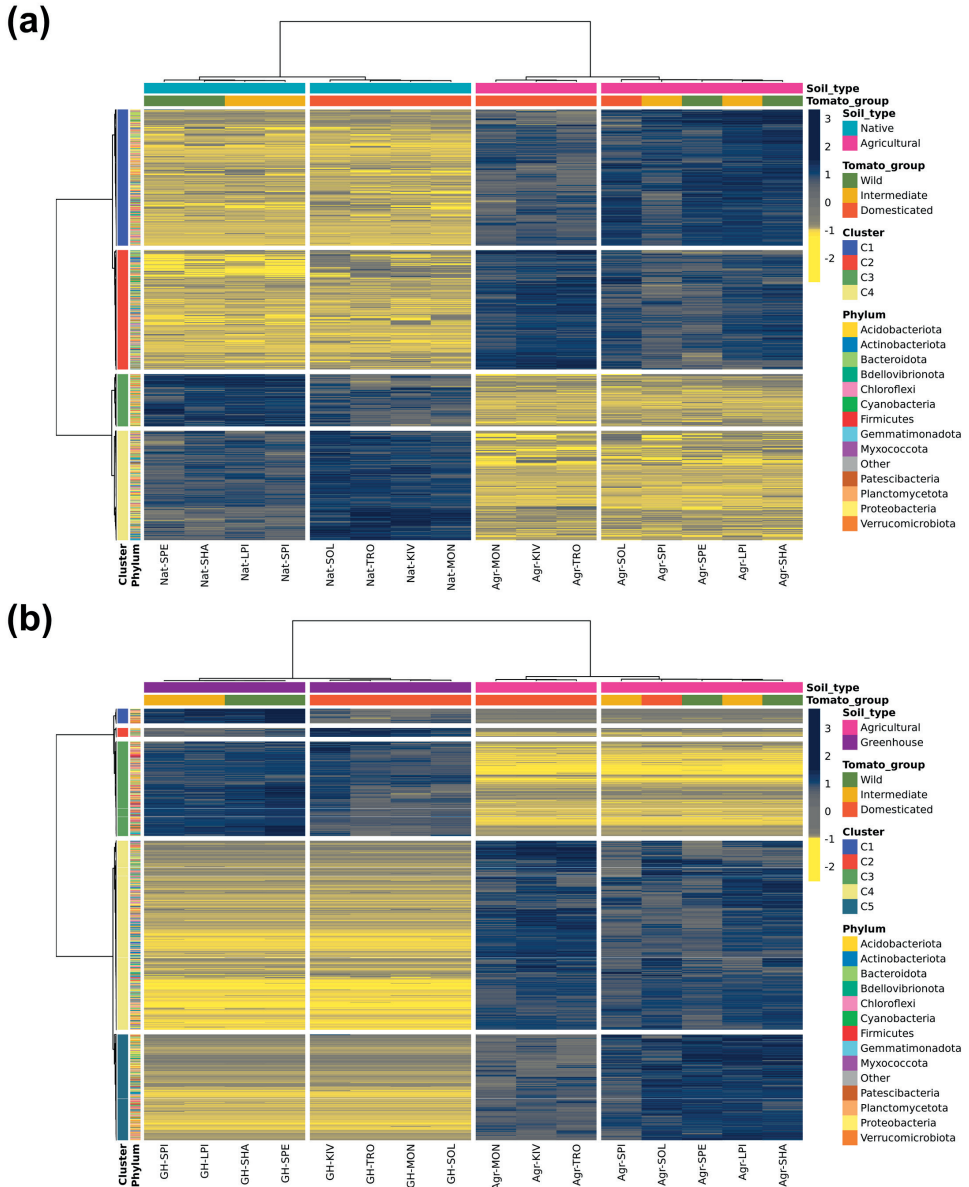 (a)
Soil_type
Tomato_group
3
2
1
0
-1
-2
Soil_type
Native
Agricultural
Tomato_group
Wild
Intermediate
Domesticated
Cluster
C1
C2
C3
C4
Phylum
Acidobacteriota
Actinobacteriota
Bacteroidota
Bdellovibrionota
Chloroflexi
Cyanobacteria
Firmicutes
Gemmatimonadota
Myxococcota
Other
Patescibacteria
Planctomycetota
Proteobacteria
Verrucomicrobiota
Cluster
Phylum
Nat-SPE
Nat-SHA
Nat-LPI
Nat-SPI
Nat-SOL
Nat-TRO
Nat-KIV
Nat-MON
Agr-MON
Agr-KIV
Agr-TRO
Agr-SOL
Agr-SPI
Agr-SPE
Agr-LPI
Agr-SHA
(b)
Soil_type
Tomato_group
3
2
1
0
-1
-2
Soil_type
Agricultural
Greenhouse
Tomato_group
Wild
Intermediate
Domesticated
Cluster
C1
C2
C3
C4
C5
Phylum
Acidobacteriota
Actinobacteriota
Bacteroidota
Bdellovibrionota
Chloroflexi
Cyanobacteria
Firmicutes
Gemmatimonadota
Myxococcota
Other
Patescibacteria
Planctomycetota
Proteobacteria
Verrucomicrobiota
Cluster
Phylum
GH-SPI
GH-LPI
GH-SHA
GH-SPE
GH-KIV
GH-TRO
GH-MON
GH-SOL
Agr-MON
Agr-KIV
Agr-TRO
Agr-SPI
Agr-SOL
Agr-SPE
Agr-LPI
Agr-SHA